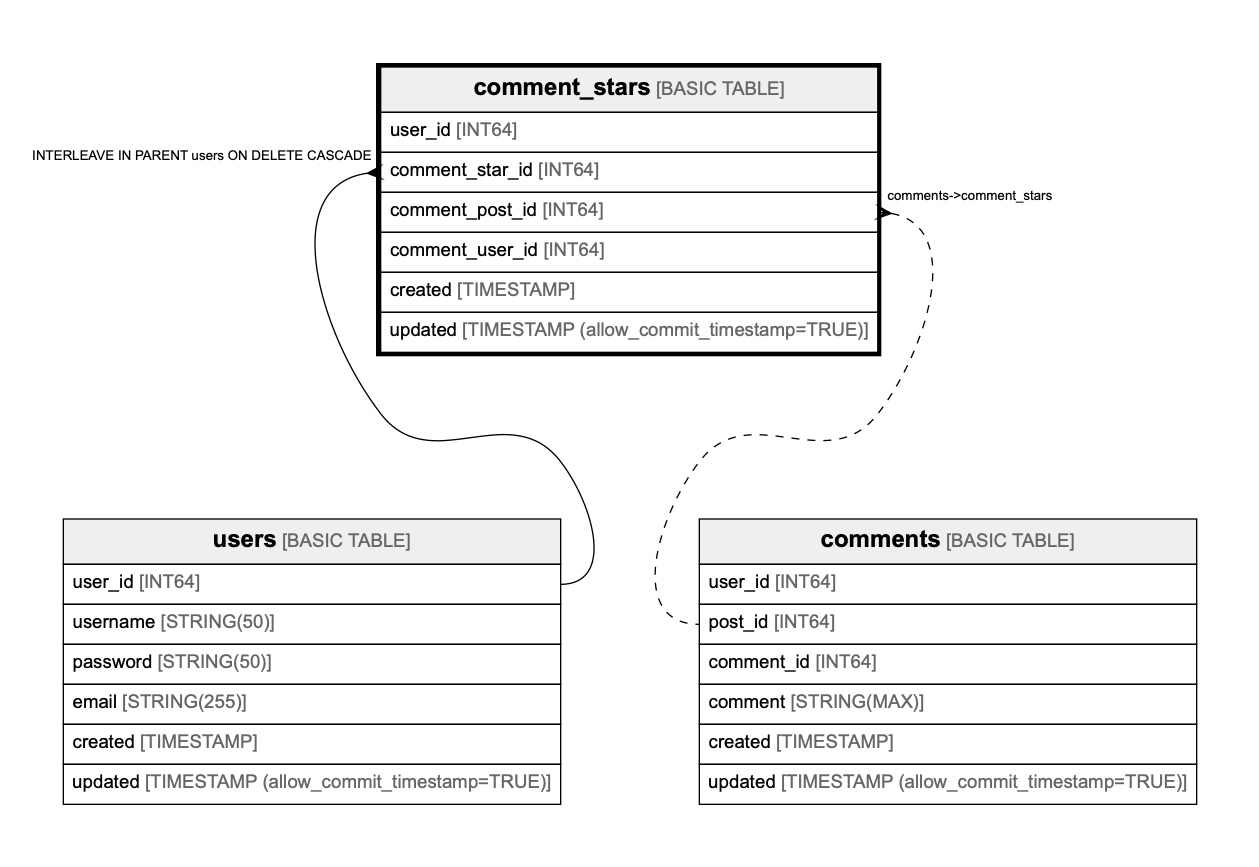 comment_stars [BASIC TABLE]
user_id [INT64]
INTERLEAVE IN PARENT users ON DELETE CASCADE
comment_star_id [INT64]
comments->comment_stars
comment_post_id [INT64]
comment_user_id [INT64]
created [TIMESTAMP]
updated [TIMESTAMP (allow_commit_timestamp=TRUE)]
users [BASIC TABLE]
user_id [INT64]
username [STRING(50)]
password [STRING(50)]
email [STRING(255)]
created [TIMESTAMP]
updated [TIMESTAMP (allow_commit_timestamp=TRUE)]
comments [BASIC TABLE]
user_id [INT64]
post_id [INT64]
comment_id [INT64]
comment [STRING(MAX)]
created [TIMESTAMP]
updated [TIMESTAMP (allow_commit_timestamp=TRUE)]